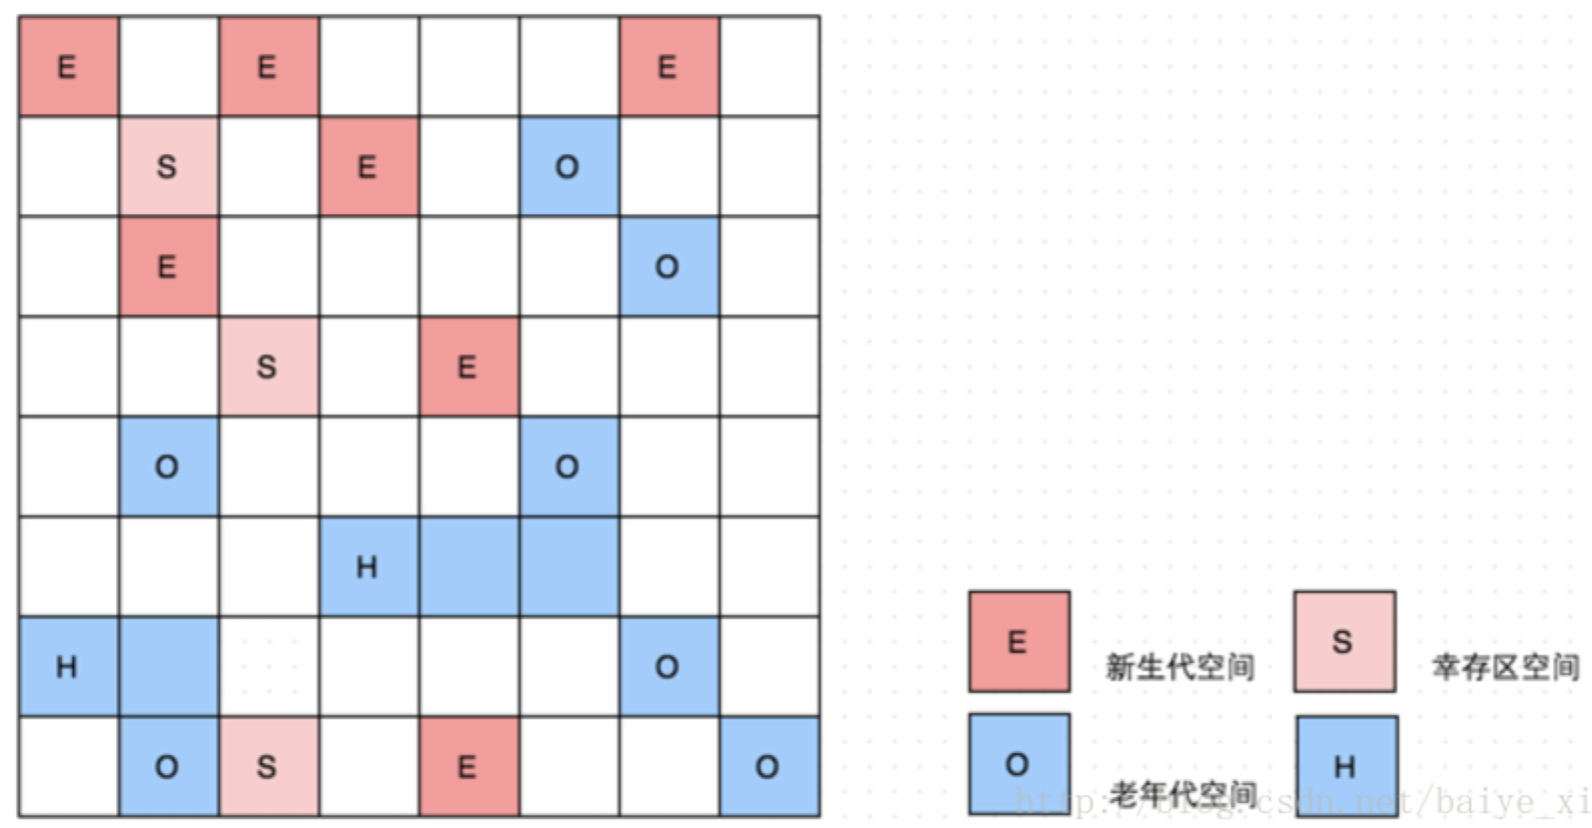 E E E
S E O
E O
S E
O O
H
H O
O S E O
E 新生代空间 S 幸存区空间
O 老年代空间 H
http://blog.csdn.net/baiye_xi